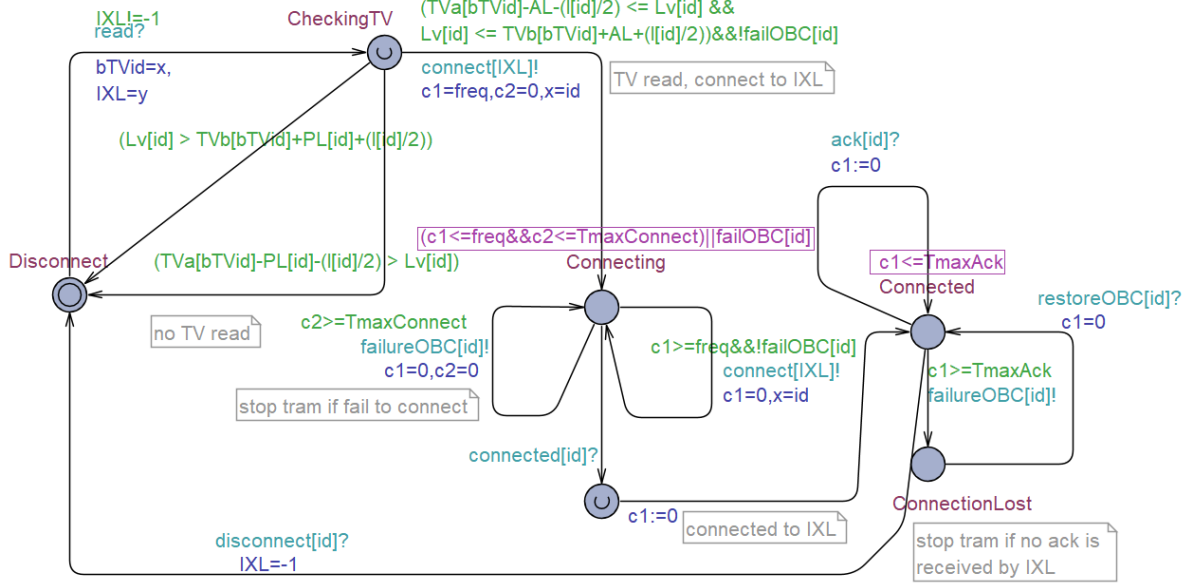 IXL!=-1
read?
CheckingTV
(TVa[bTVid]-AL-(l[id]/2) <= Lv[id] &&
Lv[id] <= TVb[bTVid]+AL+(l[id]/2))&&!failOBC[id]
bTVid=x,
IXL=y
connect[IXL]!
c1=freq,c2=0,x=id
TV read, connect to IXL
(Lv[id] > TVb[bTVid]+PL[id]+(l[id]/2))
ack[id]?
c1:=0
(c1<=freq&&c2<=TmaxConnect)||failOBC[id]
Disconnect
(TVa[bTVid]-PL[id]-(l[id]/2) > Lv[id])
Connecting
c1<=TmaxAck
Connected
restoreOBC[id]?
c1=0
no TV read
c2>=TmaxConnect
failureOBC[id]!
c1=0,c2=0
c1>=freq&&!failOBC[id]
connect[IXL]!
c1=0,x=id
c1>=TmaxAck
failureOBC[id]!
stop tram if fail to connect
connected[id]?
ConnectionLost
c1:=0
connected to IXL
disconnect[id]?
IXL=-1
stop tram if no ack is
received by IXL